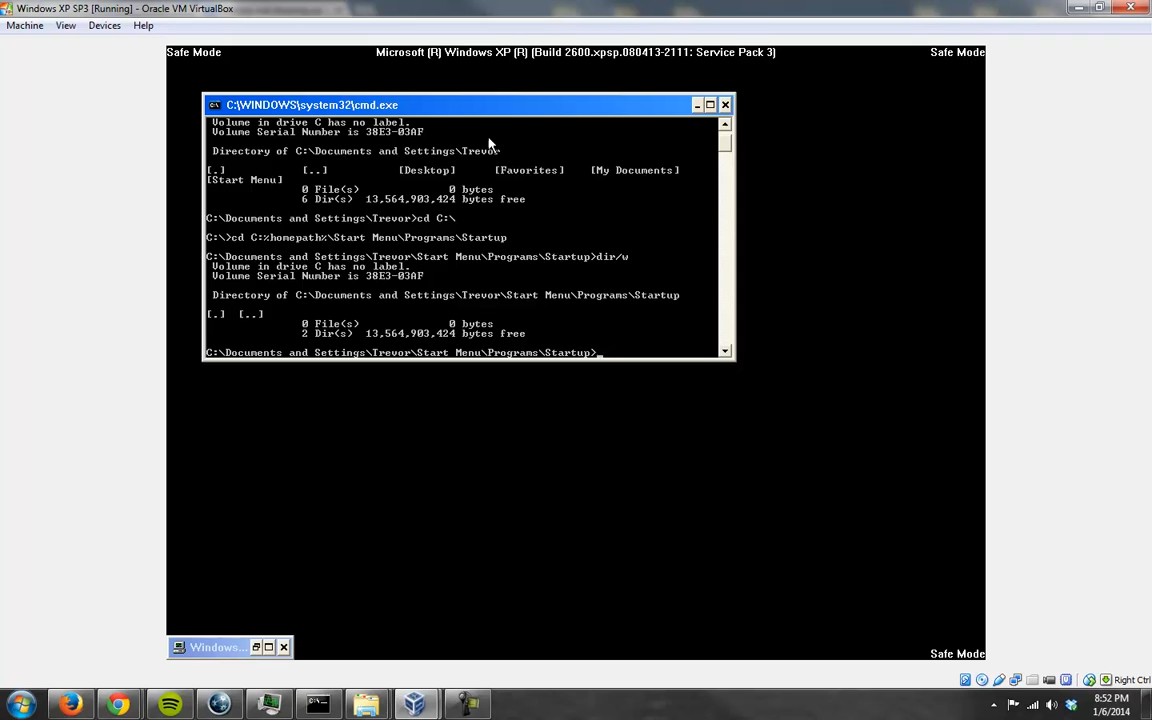 Windows XP SP3 [Running] - Oracle VM VirtualBox
Machine View Devices Help
Safe Mode Microsoft (R) Windows XP (R) (Build 2600.xpsp.080413-2111: Service Pack 3) Safe Mode
C:\WINDOWS\system32\cmd.exe
Volume in drive C has no label.
Volume Serial Number is 38E3-03AF
Directory of C:\Documents and Settings\Trevor
[.] [..] [Desktop] [Favorites] [My Documents]
[Start Menu]
0 File(s) 0 bytes
6 Dir(s) 13,564,903,424 bytes free
C:\Documents and Settings\Trevor>cd C:\
C:\>cd C:%homepath%\Start Menu\Programs\Startup
C:\Documents and Settings\Trevor\Start Menu\Programs\Startup>dir/w
Volume in drive C has no label.
Volume Serial Number is 38E3-03AF
Directory of C:\Documents and Settings\Trevor\Start Menu\Programs\Startup
[.] [..]
0 File(s) 0 bytes
2 Dir(s) 13,564,903,424 bytes free
C:\Documents and Settings\Trevor\Start Menu\Programs\Startup>_
Windows...
Safe Mode
Right Ctrl
8:52 PM
1/6/2014